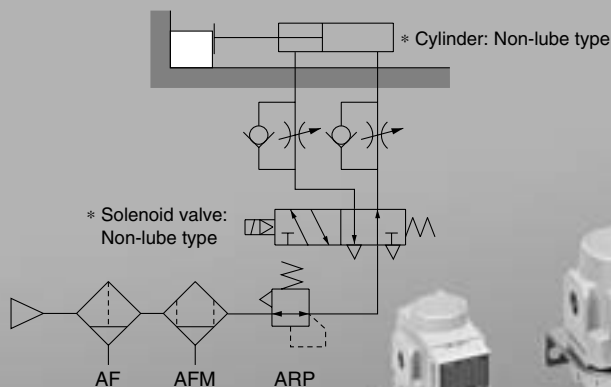 * Cylinder: Non-lube type
* Solenoid valve:
Non-lube type
AF AFM ARP